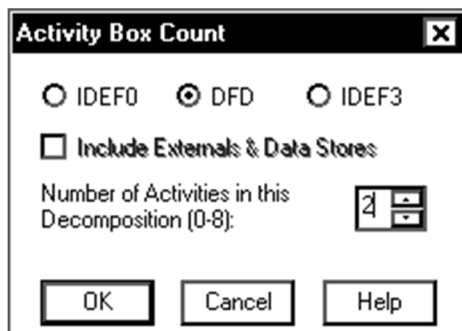 Activity Box Count
IDEF0 DFD IDEF3
Include Externals & Data Stores
Number of Activities in this
Decomposition (0-8):
2
OK Cancel Help